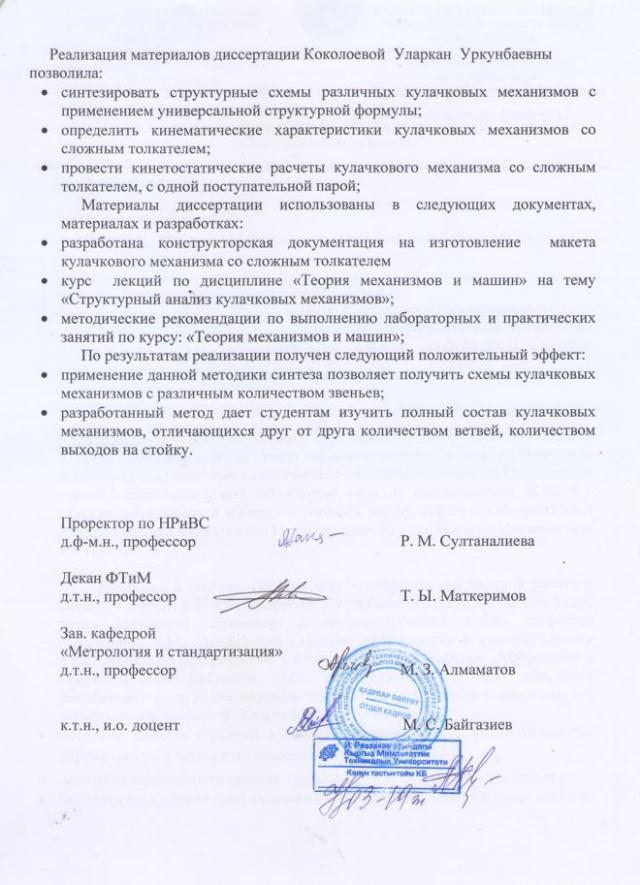 Реализация материалов диссертации Коколоевой Уларкан Уркунбаевны
позволила:
• синтезировать структурные схемы различных кулачковых механизмов с
применением универсальной структурной формулы;
• определить кинематические характеристики кулачковых механизмов со
сложным толкателем;
• провести кинетостатические расчеты кулачкового механизма со сложным
толкателем, с одной поступательной парой;
Материалы диссертации использованы в следующих документах,
материалах и разработках:
• разработана конструкторская документация на изготовление макета
кулачкового механизма со сложным толкателем
• курс лекций по дисциплине «Теория механизмов и машин» на тему
«Структурный анализ кулачковых механизмов»;
• методические рекомендации по выполнению лабораторных и практических
занятий по курсу: «Теория механизмов и машин»;
По результатам реализации получен следующий положительный эффект:
• применение данной методики синтеза позволяет получить схемы кулачковых
механизмов с различным количеством звеньев;
• разработанный метод дает студентам изучить полный состав кулачковых
механизмов, отличающихся друг от друга количеством ветвей, количеством
выходов на стойку.
Проректор по НРиВС
д.ф-м.н., профессор Р. М. Султаналиева
Декан ФТиМ
д.т.н., профессор Т. Ы. Маткеримов
Зав. кафедрой
«Метрология и стандартизация»
д.т.н., профессор М. З. Алмаматов
КАДРЛАР БӨЛҮМҮ
ОТДЕЛ КАДРОВ
к.т.н., и.о. доцент М. С. Байгазиев
И. Раззаков атындагы
Кыргыз Мамлекеттик
Техникалык Университети
Колун тастыктайм КБ